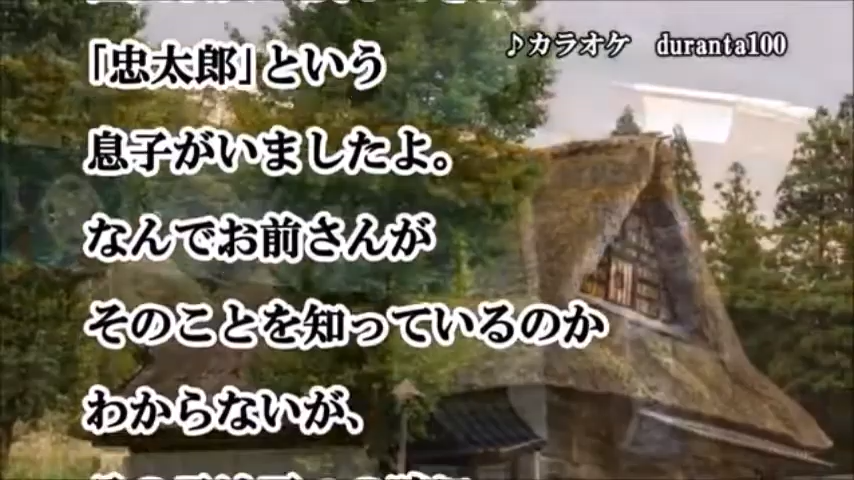 ♪カラオケ duranta100
「忠太郎」という
息子がいましたよ。
なんでお前さんが
そのことを知っているのか
わからないが、